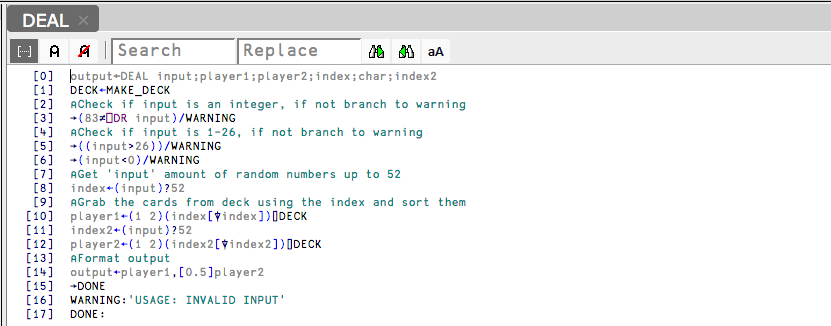 DEAL ×
[··] A A Search Replace aA
[0] output←DEAL input;player1;player2;index;char;index2
[1] DECK←MAKE_DECK
[2] ⍝Check if input is an integer, if not branch to warning
[3] →(83≠⎕DR input)/WARNING
[4] ⍝Check if input is 1-26, if not branch to warning
[5] →((input>26))/WARNING
[6] →(input<0)/WARNING
[7] ⍝Get 'input' amount of random numbers up to 52
[8] index←(input)?52
[9] ⍝Grab the cards from deck using the index and sort them
[10] player1←(1 2)(index[⍒index])⌷DECK
[11] index2←(input)?52
[12] player2←(1 2)(index2[⍒index2])⌷DECK
[13] ⍝Format output
[14] output←player1,[0.5]player2
[15] →DONE
[16] WARNING:'USAGE: INVALID INPUT'
[17] DONE: